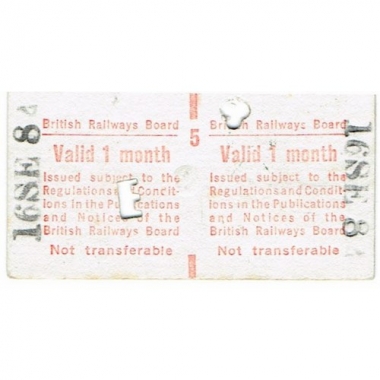 British Railways Board
Valid 1 month
Issued subject to the
Regulations and Condit-
ions in the Publications
and Notices of the
British Railways Board
Not transferable
5
British Railways Board
Valid 1 month
Issued subject to the
Regulations and Condit-
ions in the Publications
and Notices of the
British Railways Board
Not transferable
16SE 84
16SE 8